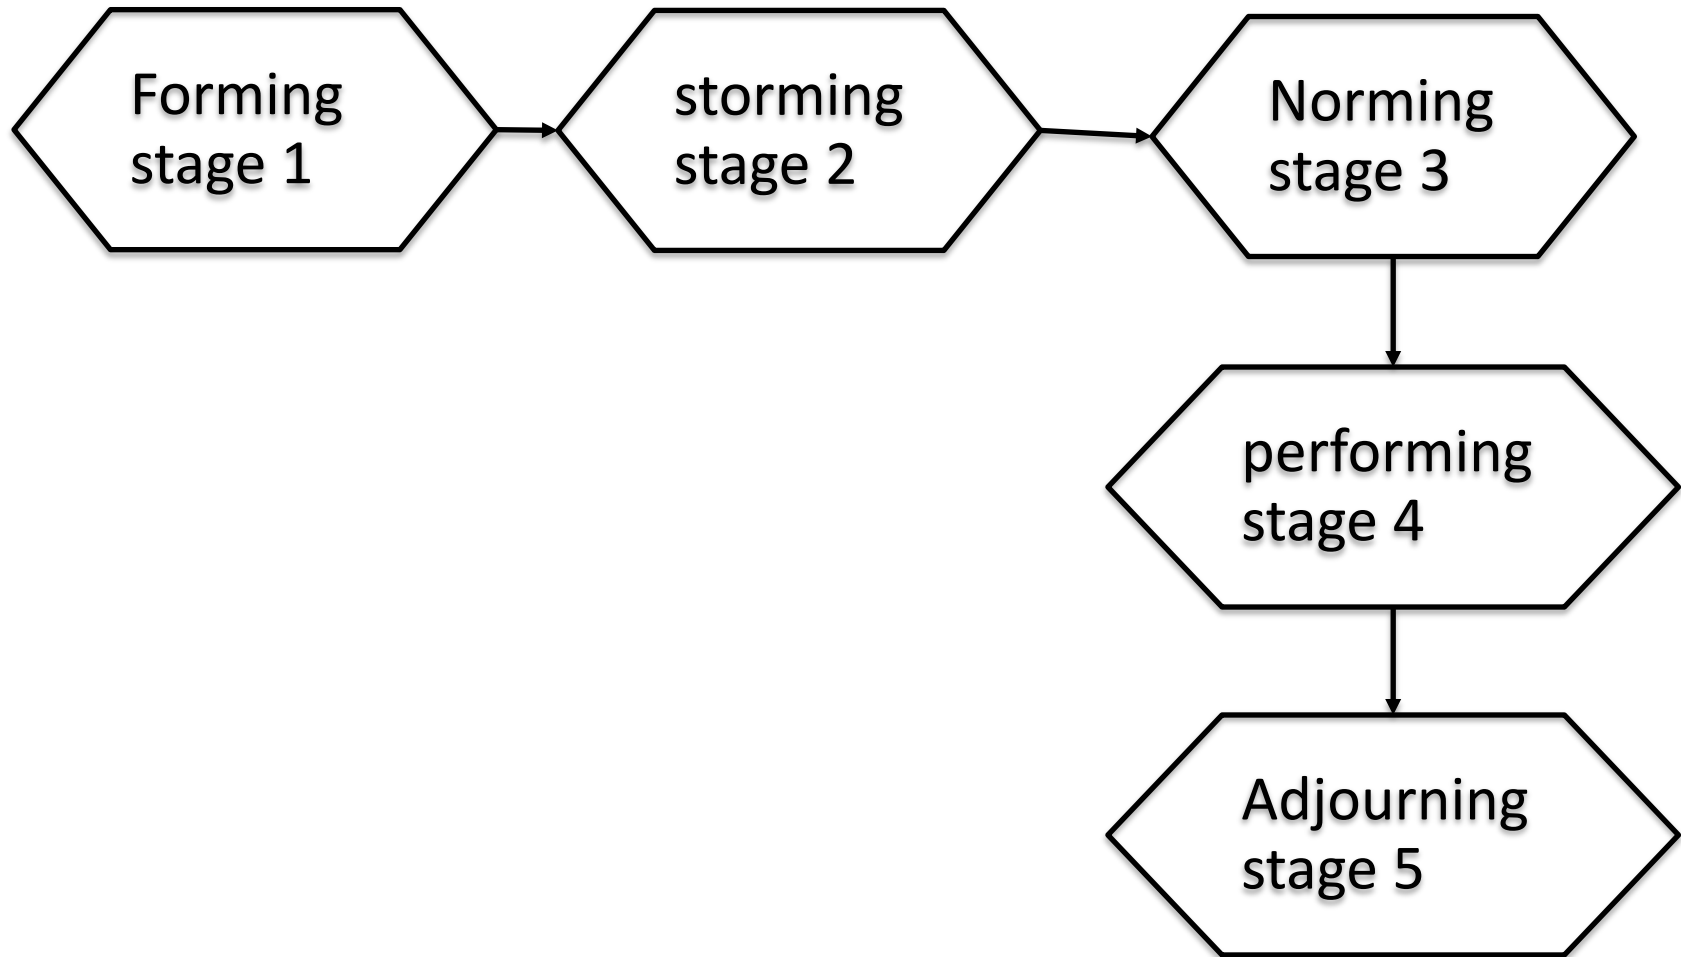 Forming
stage 1
storming
stage 2
Norming
stage 3
performing
stage 4
Adjourning
stage 5